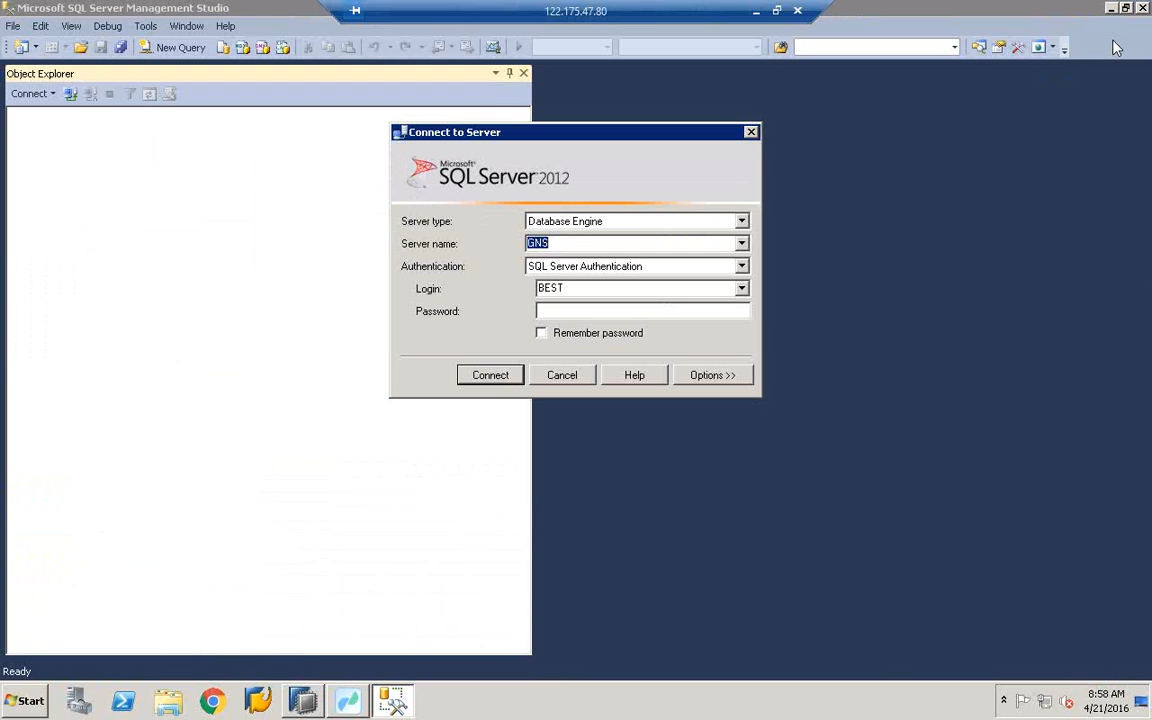 Microsoft SQL Server Management Studio
122.175.47.80
File Edit View Debug Tools Window Help
New Query
Object Explorer
Connect
Connect to Server
Microsoft
SQL Server 2012
Server type: Database Engine
Server name: GNS
Authentication: SQL Server Authentication
Login: BEST
Password:
Remember password
Connect Cancel Help Options >>
Ready
Start
8:58 AM
4/21/2016